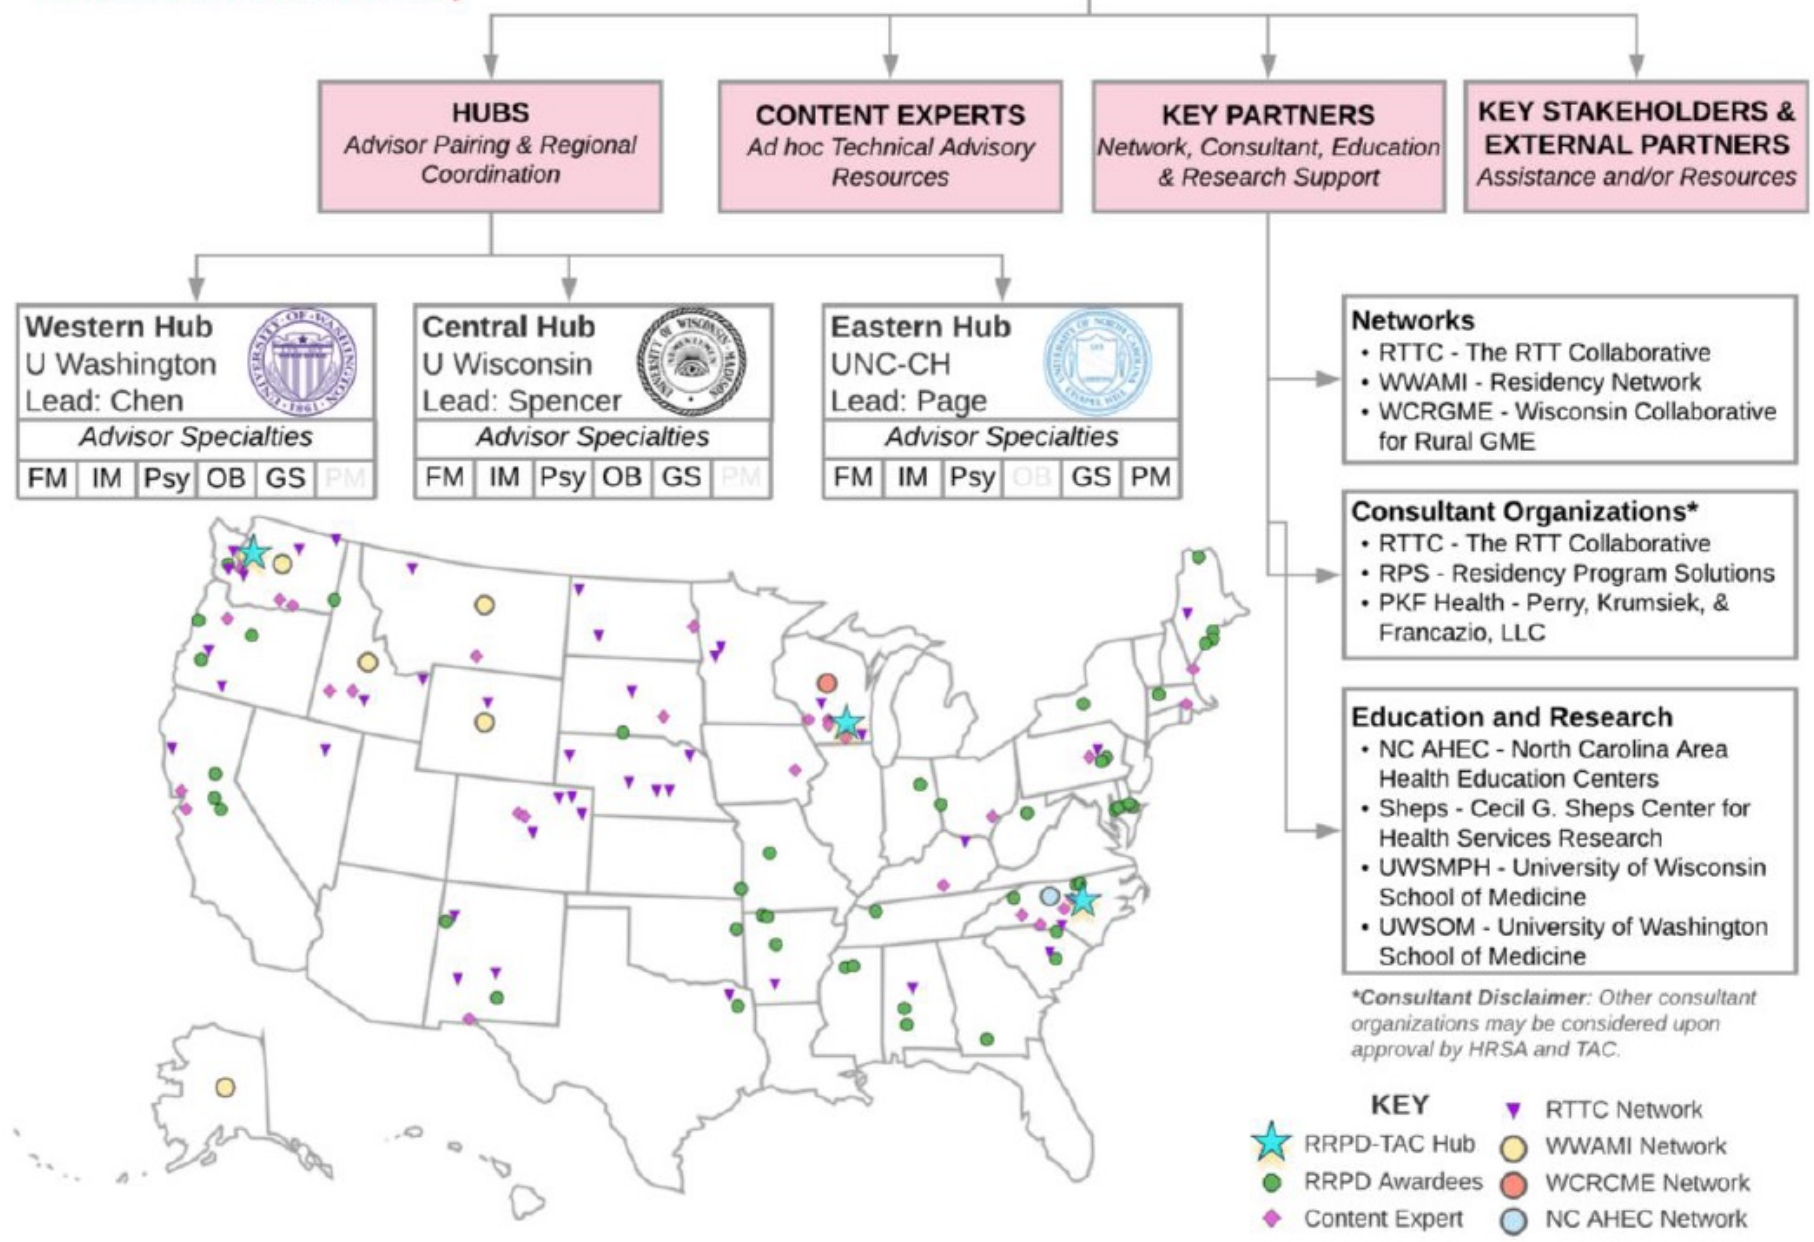 HUBS
Advisor Pairing & Regional
Coordination
CONTENT EXPERTS
Ad hoc Technical Advisory
Resources
KEY PARTNERS
Network, Consultant, Education
& Research Support
KEY STAKEHOLDERS &
EXTERNAL PARTNERS
Assistance and/or Resources
Western Hub
U Washington
Lead: Chen
UNIVERSITY OF WASHINGTON
1861
Advisor Specialties
FM IM Psy OB GS PM
Central Hub
U Wisconsin
Lead: Spencer
Advisor Specialties
FM IM Psy OB GS PM
Eastern Hub
UNC-CH
Lead: Page
Advisor Specialties
FM IM Psy OB GS PM
Networks
• RTTC - The RTT Collaborative
• WWAMI - Residency Network
• WCRGME - Wisconsin Collaborative
for Rural GME
Consultant Organizations*
• RTTC - The RTT Collaborative
• RPS - Residency Program Solutions
• PKF Health - Perry, Krumsiek, &
Francazio, LLC
Education and Research
• NC AHEC - North Carolina Area
Health Education Centers
• Sheps - Cecil G. Sheps Center for
Health Services Research
• UWSMPH - University of Wisconsin
School of Medicine
• UWSOM - University of Washington
School of Medicine
*Consultant Disclaimer: Other consultant
organizations may be considered upon
approval by HRSA and TAC.
KEY
RRPD-TAC Hub
RRPD Awardees
Content Expert
RTTC Network
WWAMI Network
WCRCME Network
NC AHEC Network